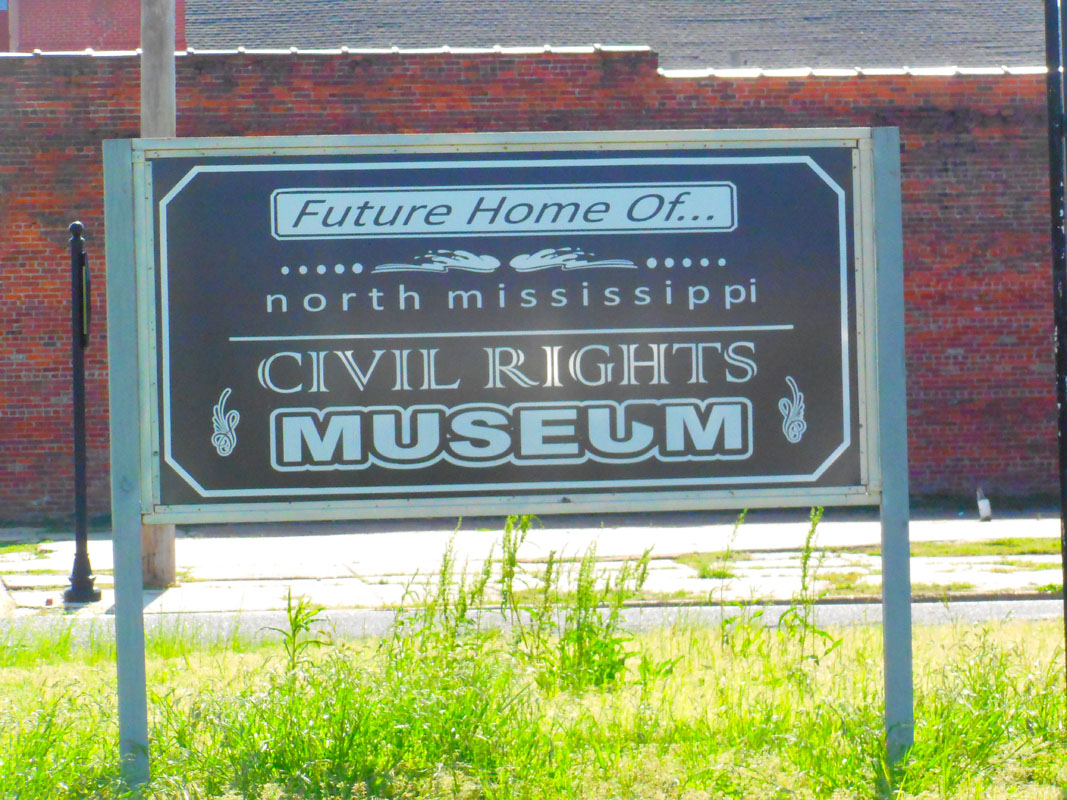 Future Home Of...
north mississippi
CIVIL RIGHTS
MUSEUM